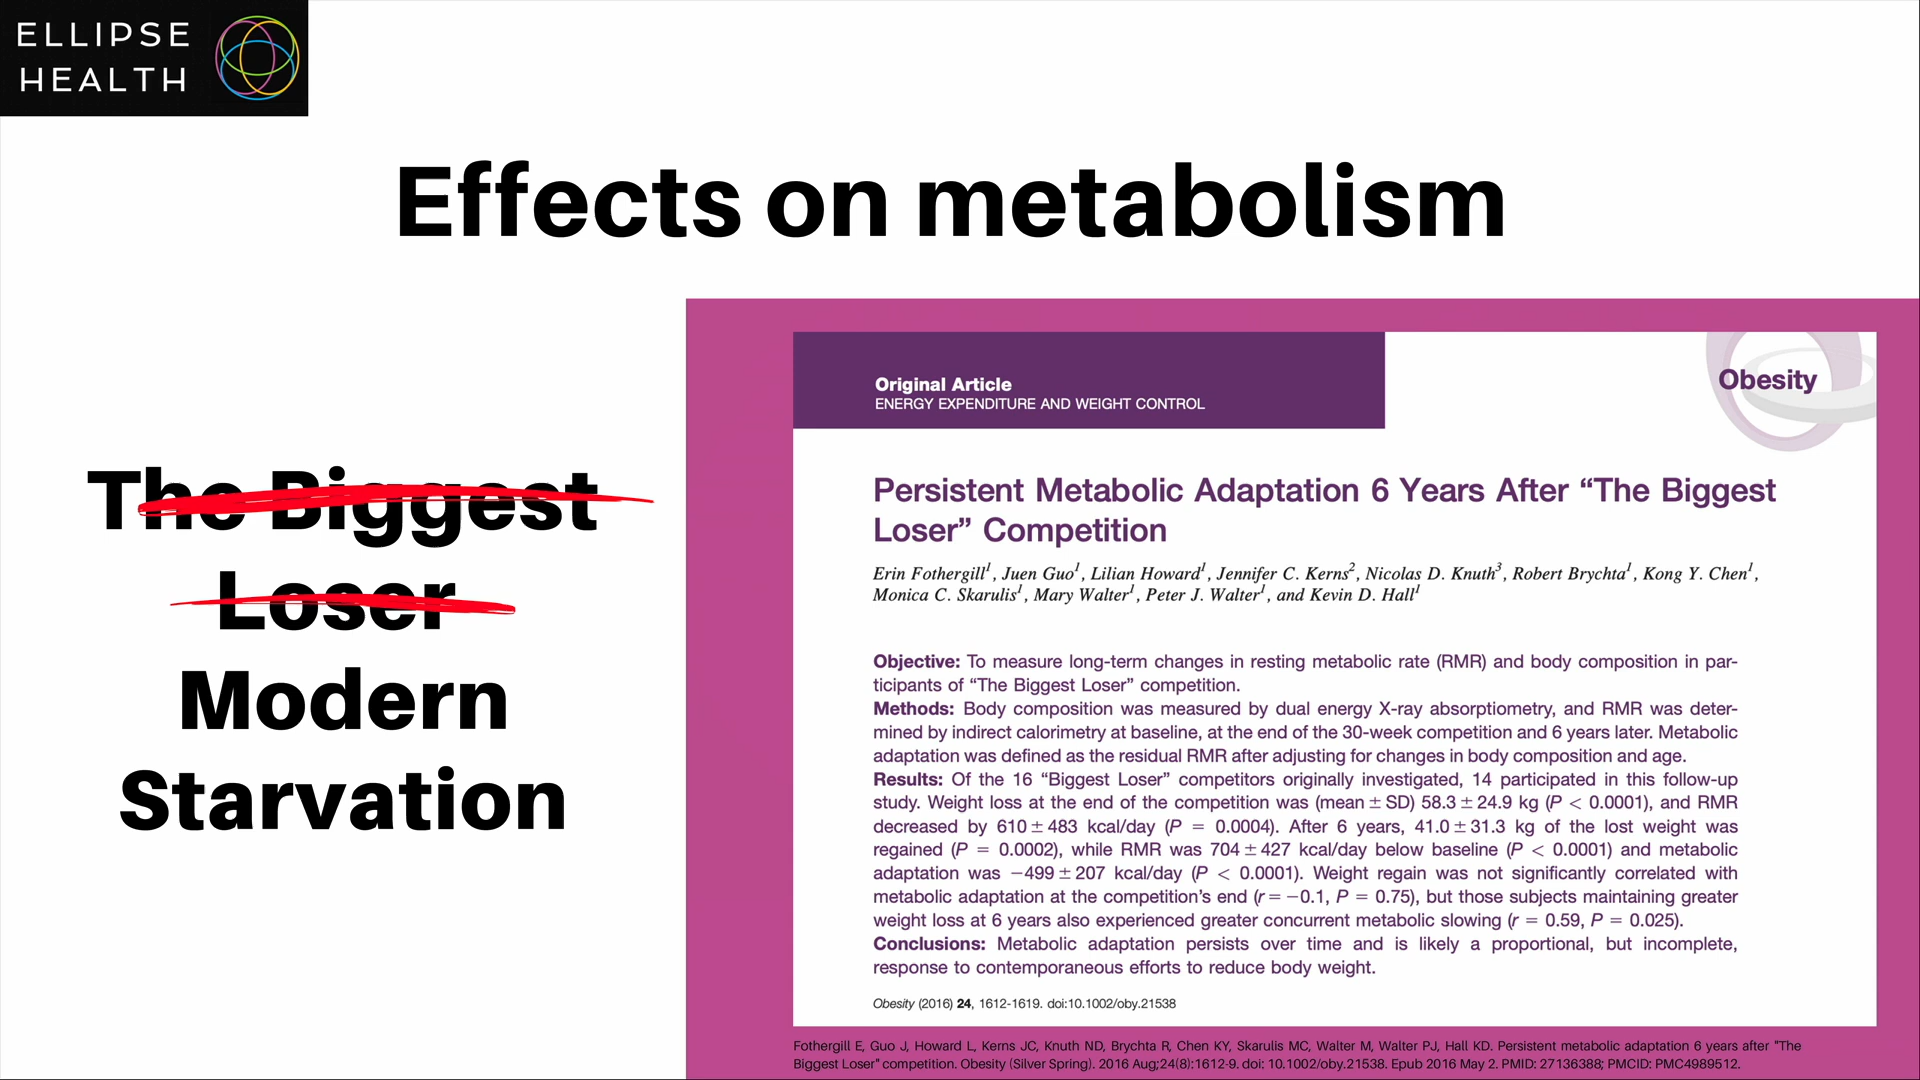 ELLIPSE
HEALTH
Effects on metabolism
The Biggest
Loser
Modern
Starvation
Original Article
ENERGY EXPENDITURE AND WEIGHT CONTROL
Obesity
Persistent Metabolic Adaptation 6 Years After “The Biggest
Loser” Competition
Erin Fothergill¹, Juen Guo¹, Lilian Howard¹, Jennifer C. Kerns², Nicolas D. Knuth³, Robert Brychta¹, Kong Y. Chen¹,
Monica C. Skarulis¹, Mary Walter¹, Peter J. Walter¹, and Kevin D. Hall¹
Objective: To measure long-term changes in resting metabolic rate (RMR) and body composition in par-
ticipants of “The Biggest Loser” competition.
Methods: Body composition was measured by dual energy X-ray absorptiometry, and RMR was deter-
mined by indirect calorimetry at baseline, at the end of the 30-week competition and 6 years later. Metabolic
adaptation was defined as the residual RMR after adjusting for changes in body composition and age.
Results: Of the 16 “Biggest Loser” competitors originally investigated, 14 participated in this follow-up
study. Weight loss at the end of the competition was (mean ± SD) 58.3 ± 24.9 kg (P < 0.0001), and RMR
decreased by 610 ± 483 kcal/day (P = 0.0004). After 6 years, 41.0 ± 31.3 kg of the lost weight was
regained (P = 0.0002), while RMR was 704 ± 427 kcal/day below baseline (P < 0.0001) and metabolic
adaptation was −499 ± 207 kcal/day (P < 0.0001). Weight regain was not significantly correlated with
metabolic adaptation at the competition’s end (r = −0.1, P = 0.75), but those subjects maintaining greater
weight loss at 6 years also experienced greater concurrent metabolic slowing (r = 0.59, P = 0.025).
Conclusions: Metabolic adaptation persists over time and is likely a proportional, but incomplete,
response to contemporaneous efforts to reduce body weight.
Obesity (2016) 24, 1612-1619. doi:10.1002/oby.21538
Fothergill E, Guo J, Howard L, Kerns JC, Knuth ND, Brychta R, Chen KY, Skarulis MC, Walter M, Walter PJ, Hall KD. Persistent metabolic adaptation 6 years after "The
Biggest Loser" competition. Obesity (Silver Spring). 2016 Aug;24(8):1612-9. doi: 10.1002/oby.21538. Epub 2016 May 2. PMID: 27136388; PMCID: PMC4989512.